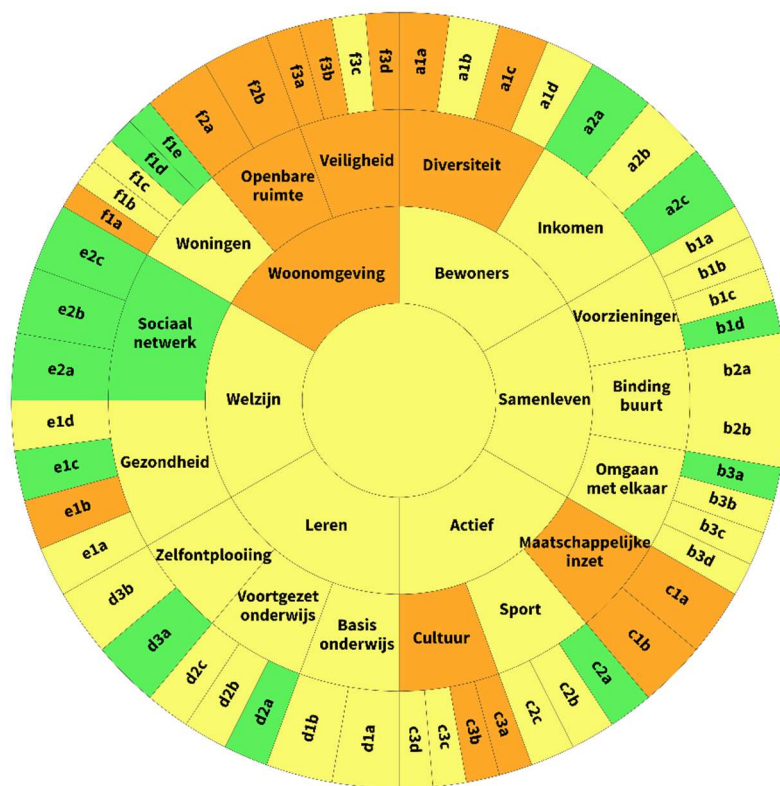 a1a
a1b
a1c
a1d
a2a
a2b
a2c
b1a
b1b
b1c
b1d
b2a
b2b
b3a
b3b
b3c
b3d
c1a
c1b
c2a
c2b
c2c
c3a
c3b
c3c
c3d
d1a
d1b
d2a
d2b
d2c
d3a
d3b
e1a
e1b
e1c
e1d
e2a
e2b
e2c
f1a
f1b
f1c
f1d
f1e
f2a
f2b
f3a
f3b
f3c
f3d
Diversiteit
Inkomen
Voorzieningen
Binding
buurt
Omgaan
met elkaar
Maatschappelijke
inzet
Sport
Cultuur
Basis
onderwijs
Voortgezet
onderwijs
Zelfontplooiing
Gezondheid
Sociaal
netwerk
Woningen
Openbare
ruimte
Veiligheid
Bewoners
Samenleven
Actief
Leren
Welzijn
Woonomgeving